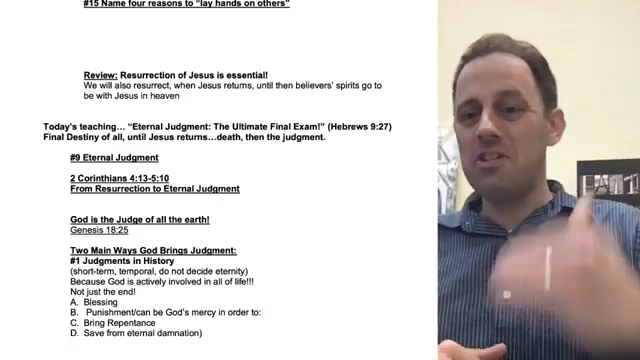 #15 Name four reasons to “lay hands on others”
Review: Resurrection of Jesus is essential!
We will also resurrect, when Jesus returns, until then believers’ spirits go to
be with Jesus in heaven
Today’s teaching… “Eternal Judgment: The Ultimate Final Exam!” (Hebrews 9:27)
Final Destiny of all, until Jesus returns…death, then the judgment.
#9 Eternal Judgment
2 Corinthians 4:13-5:10
From Resurrection to Eternal Judgment
God is the Judge of all the earth!
Genesis 18:25
Two Main Ways God Brings Judgment:
#1 Judgments in History
(short-term, temporal, do not decide eternity)
Because God is actively involved in all of life!!!
Not just the end!
A. Blessing
B. Punishment/can be God’s mercy in order to:
C. Bring Repentance
D. Save from eternal damnation)